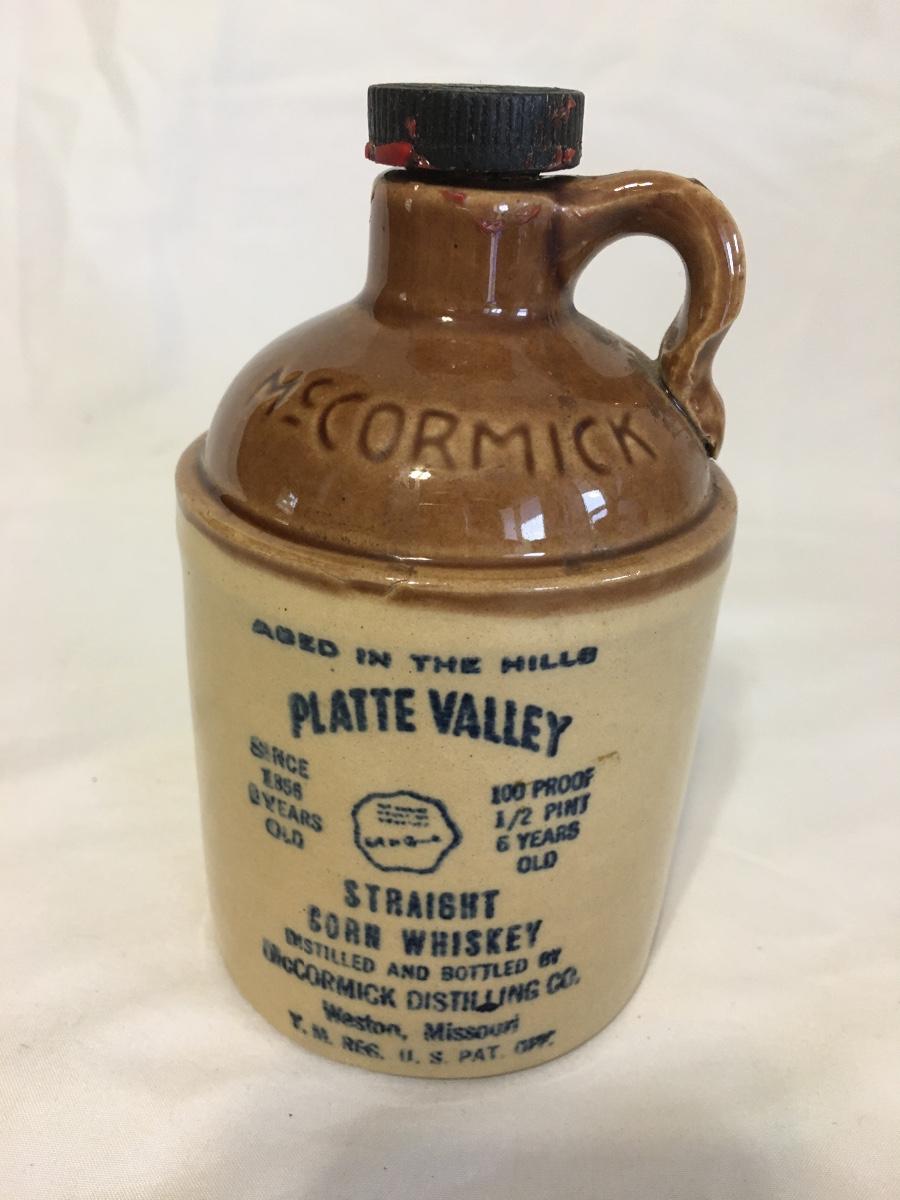 McCORMICK
AGED IN THE HILLS
PLATTE VALLEY
SINCE
1856
YEARS
OLD
100 PROOF
1/2 PINT
6 YEARS
OLD
STRAIGHT
CORN WHISKEY
DISTILLED AND BOTTLED BY
McCORMICK DISTILLING CO.
Weston, Missouri
T. M. REG. U. S. PAT. OFF.